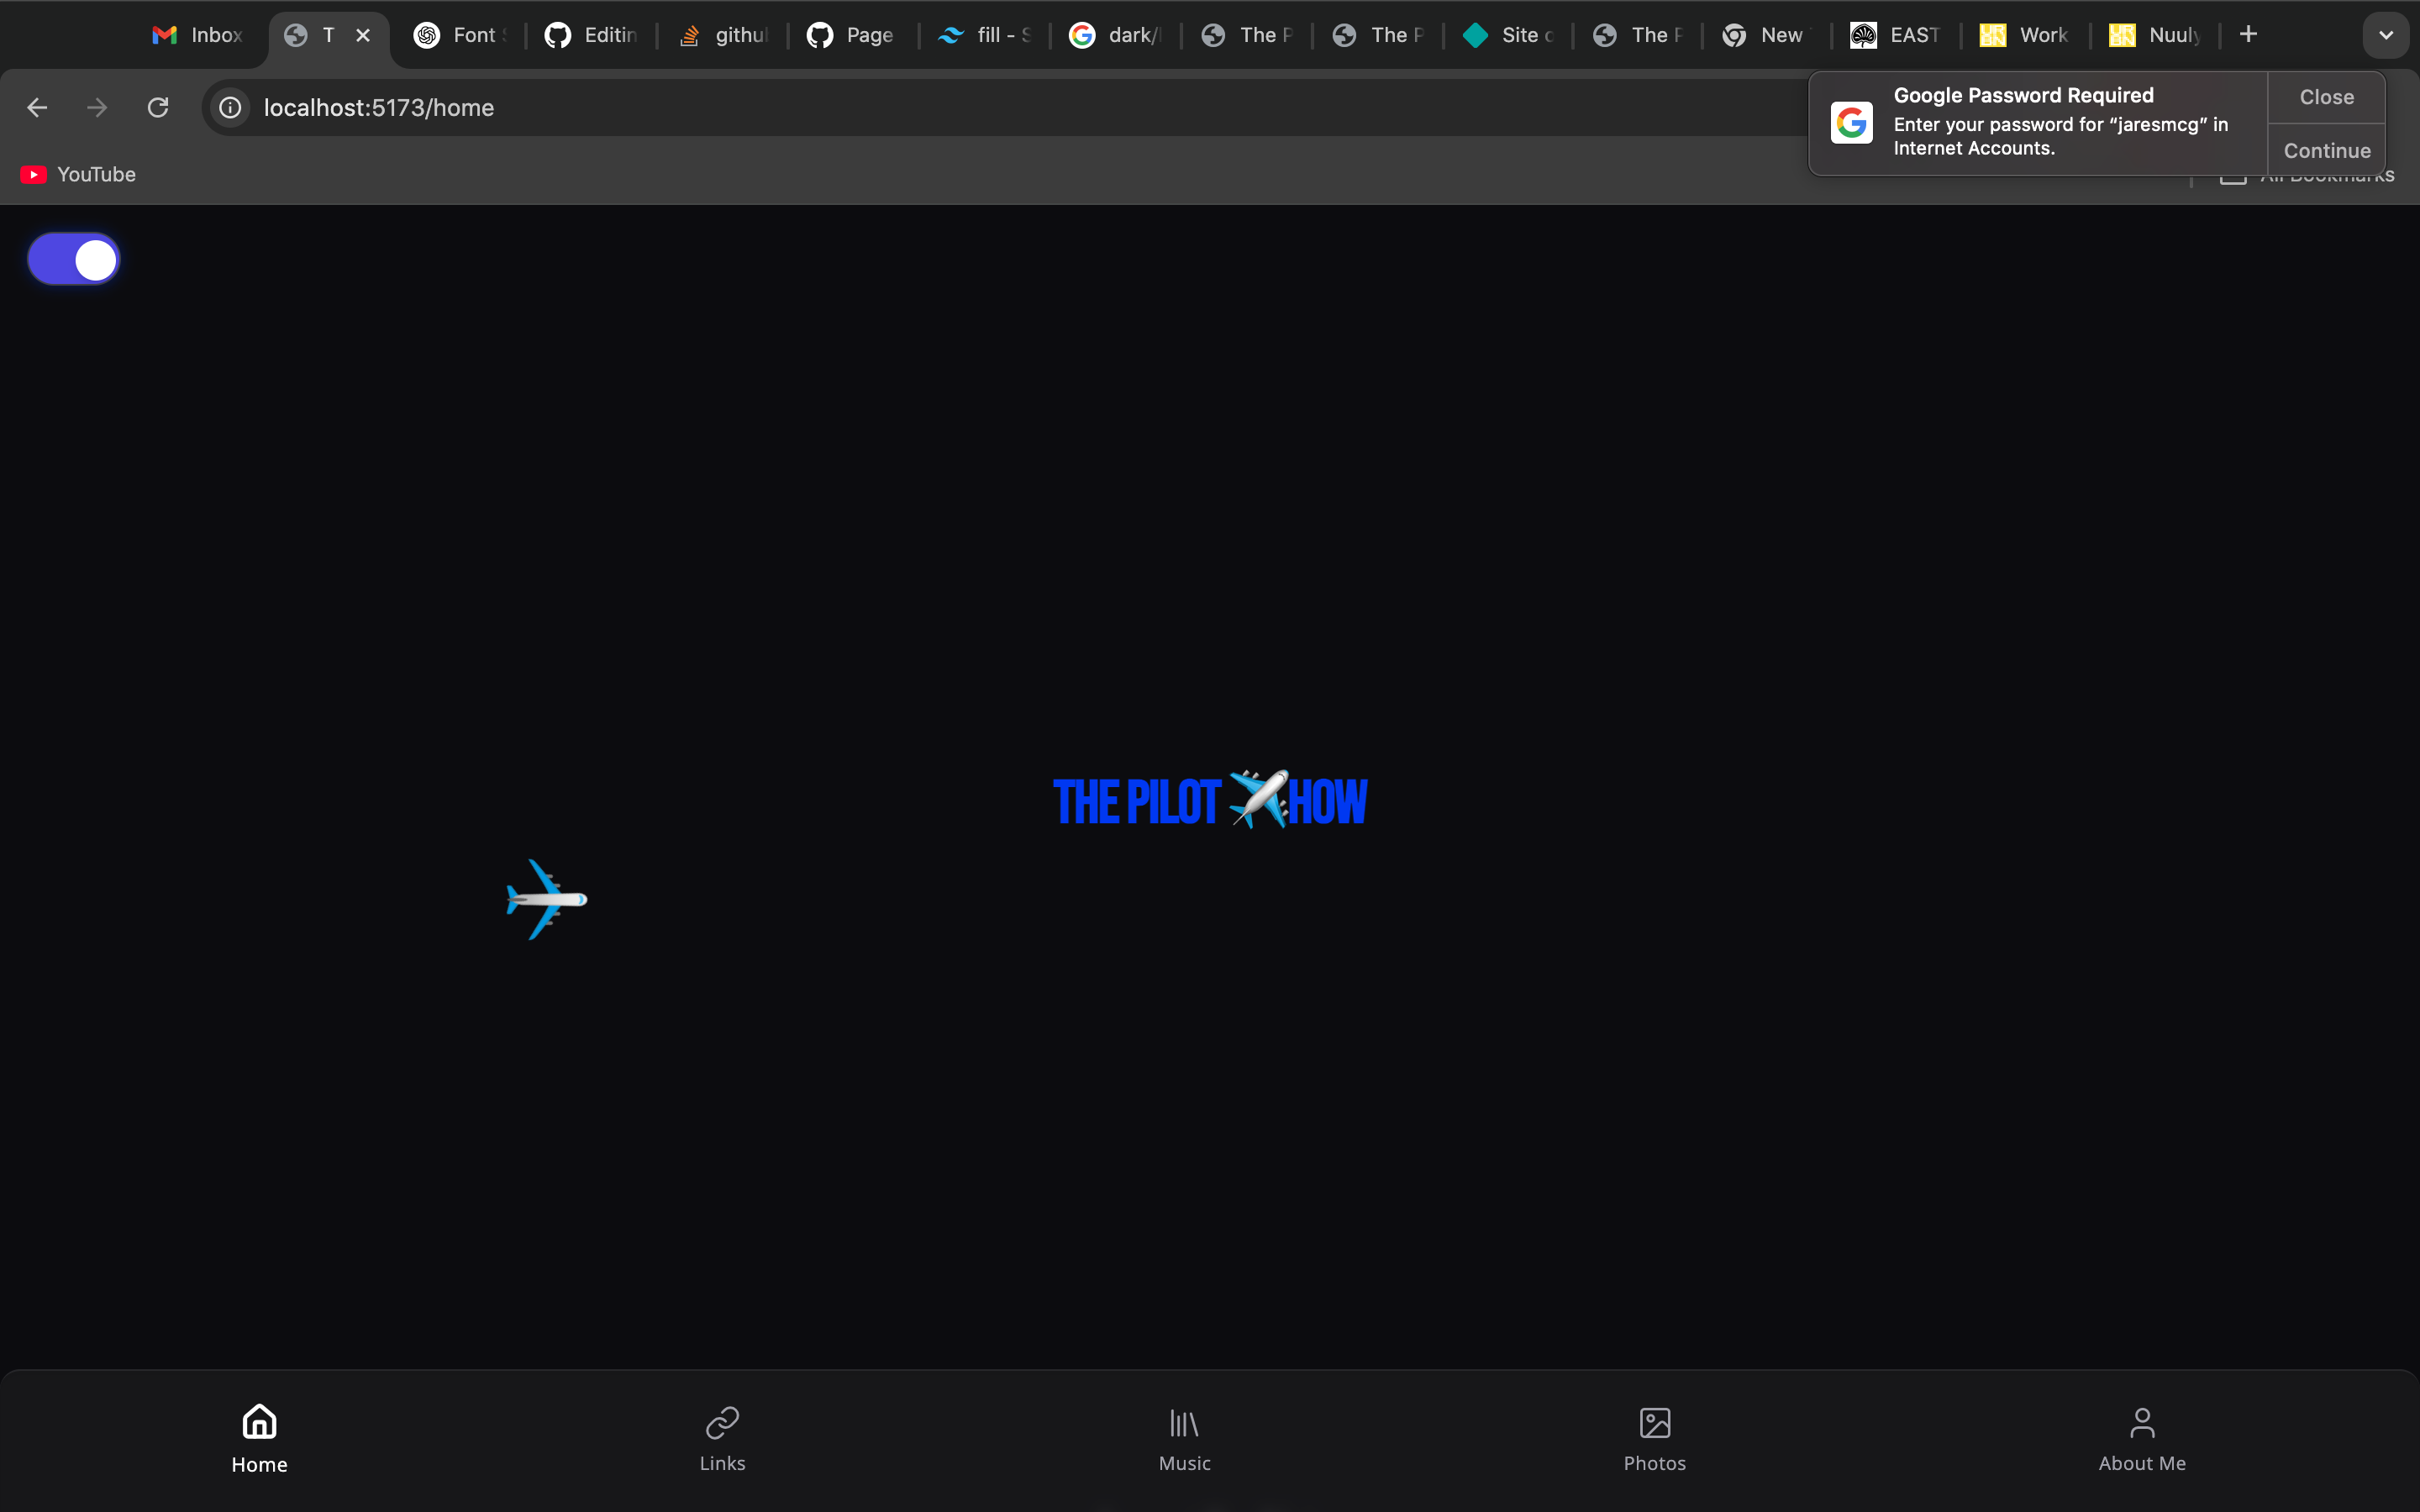 Inbox T Font Editin githu Page fill - S dark/ The P The P Site The New EAST Work Nuuly
localhost:5173/home
Google Password Required
Enter your password for “jaresmcg” in
Internet Accounts.
Close
Continue
YouTube
All Bookmarks
THE PILOT ✈️HOW
Home Links Music Photos About Me